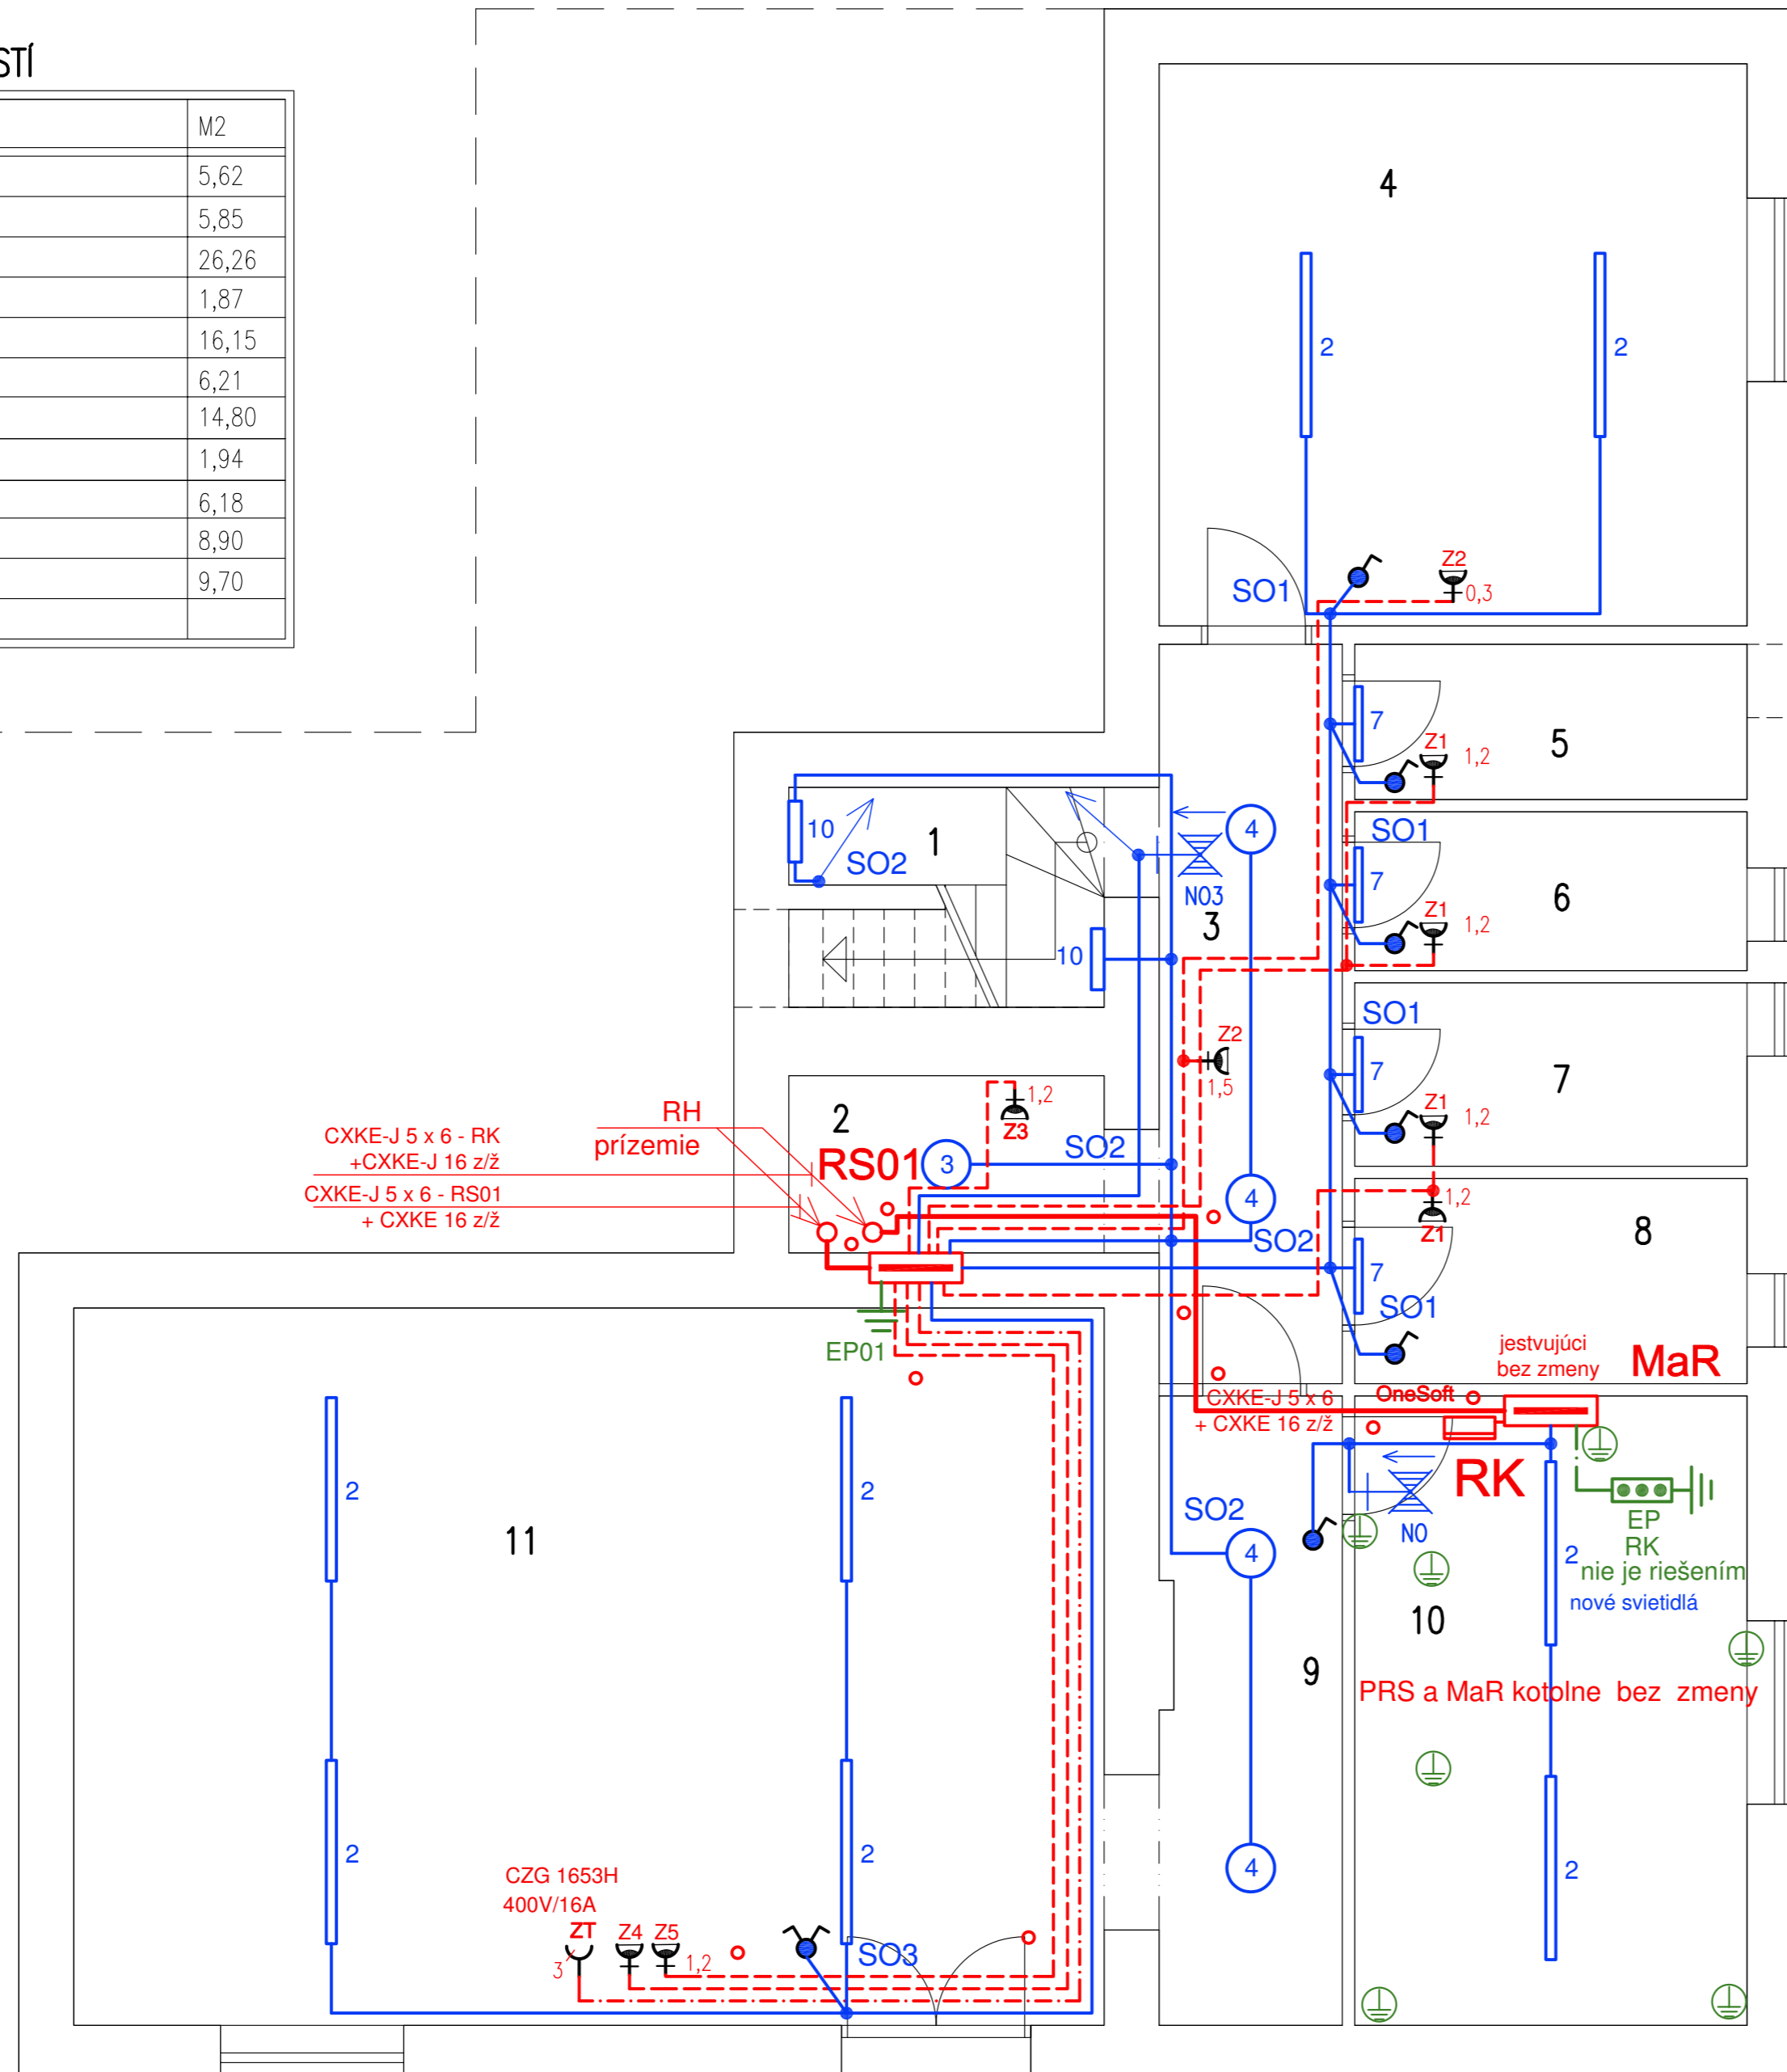 STÍ
M2
5,62
5,85
26,26
1,87
16,15
6,21
14,80
1,94
6,18
8,90
9,70
4
2
2
SO1
Z2
0,3
7
Z1
1,2
5
10
SO2
1
4
NO3
3
SO1
7
Z1
1,2
6
10
SO1
Z2
1,5
7
Z1
1,2
7
RH
prízemie
CXKE-J 5 x 6 - RK
+CXKE-J 16 z/ž
CXKE-J 5 x 6 - RS01
+ CXKE 16 z/ž
2
RS01
3
1,2
Z3
SO2
4
SO2
1,2
Z1
8
7
SO1
EP01
jestvujúci
bez zmeny
MaR
CXKE-J 5 x 6
+ CXKE 16 z/ž
OneSoft
RK
NO
EP
RK
nie je riešením
nové svietidlá
2
2
2
11
SO2
4
10
9
PRS a MaR kotolne bez zmeny
2
2
4
2
CZG 1653H
400V/16A
ZT
3
Z4
Z5
1,2
SO3